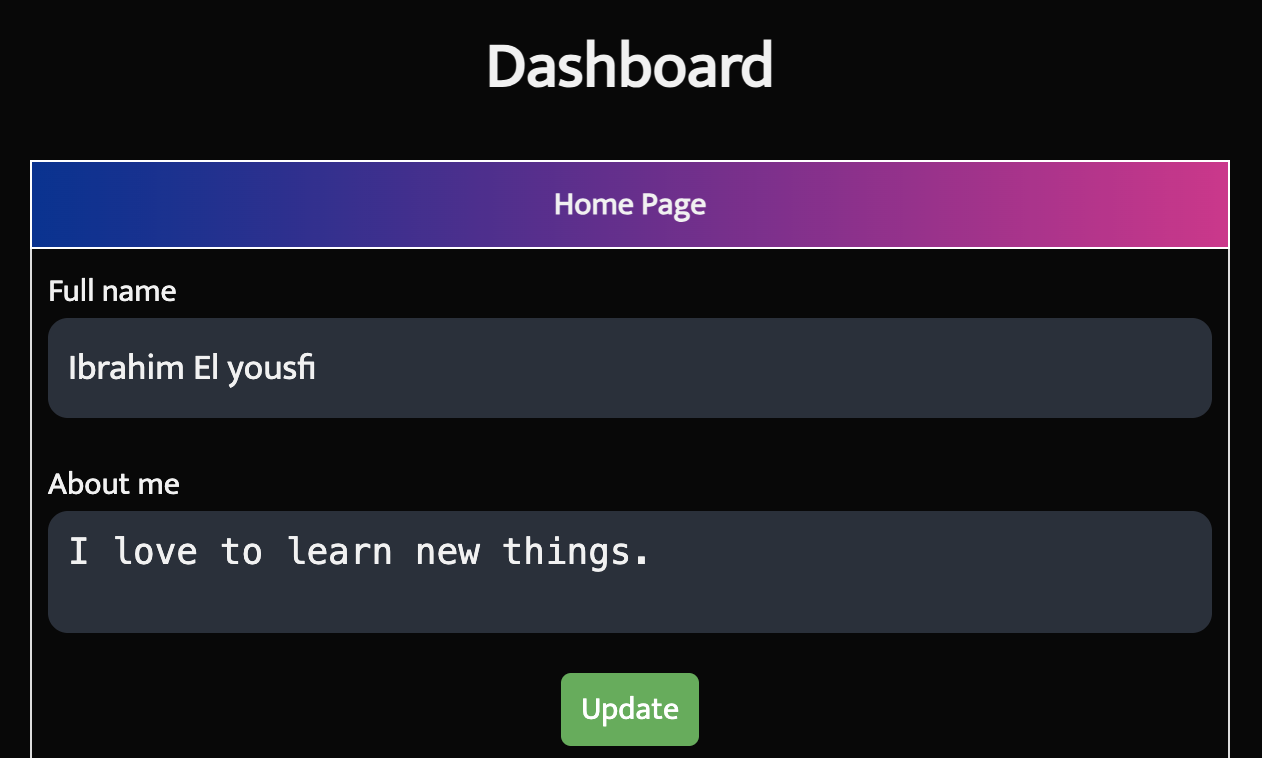 Dashboard
Home Page
Full name
Ibrahim El yousfi
About me
I love to learn new things.
Update